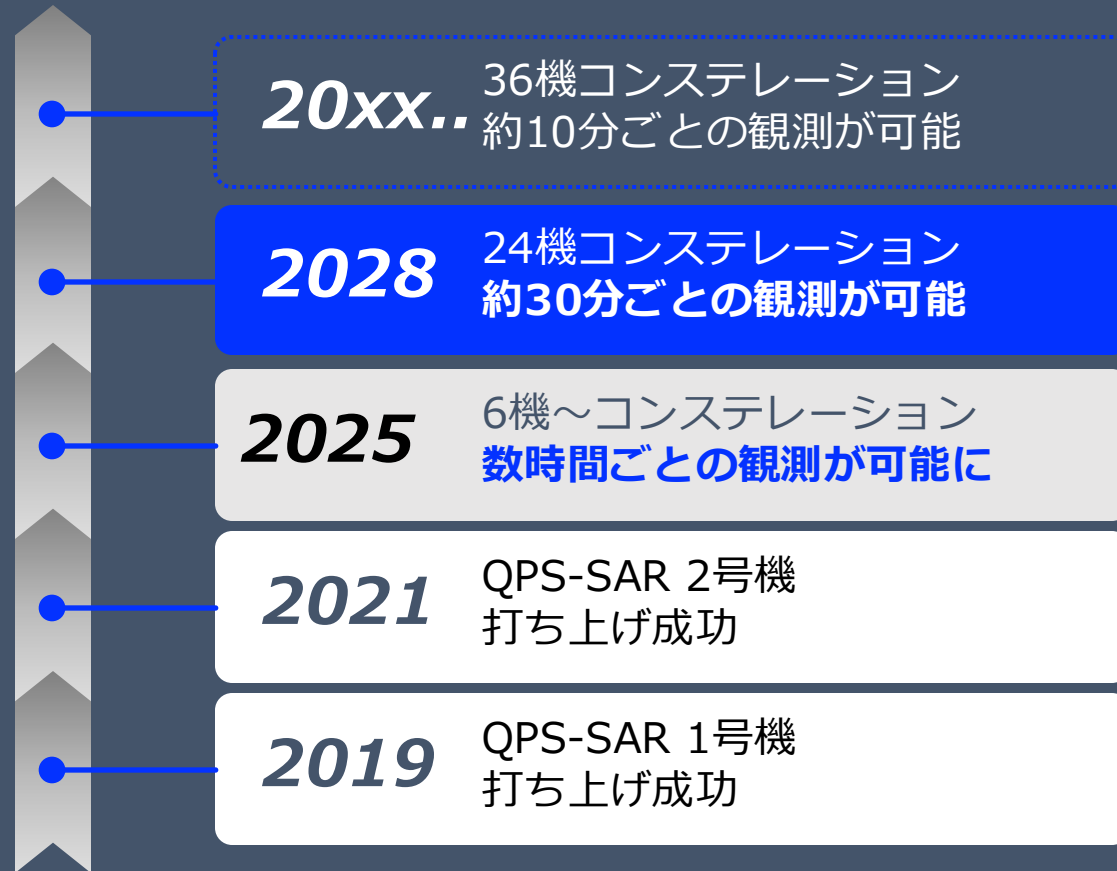 20xx..
36機コンステレーション
約10分ごとの観測が可能
2028
24機コンステレーション
約30分ごとの観測が可能
2025
6機～コンステレーション
数時間ごとの観測が可能に
2021
QPS-SAR 2号機
打ち上げ成功
2019
QPS-SAR 1号機
打ち上げ成功